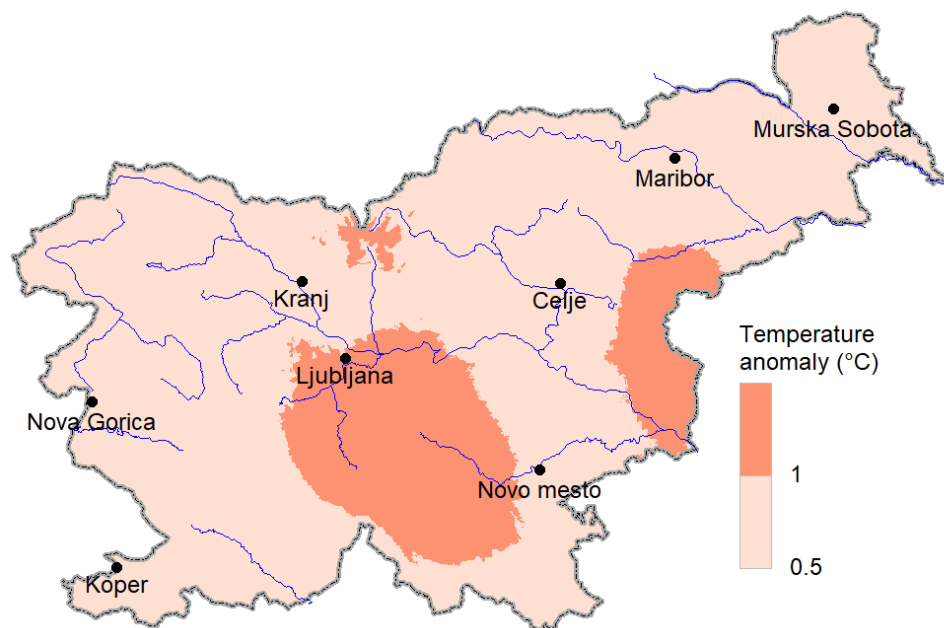 Murska Sobota
Maribor
Kranj
Celje
Temperature
anomaly (°C)
Ljubljana
Nova Gorica
1
Novo mesto
0.5
Koper